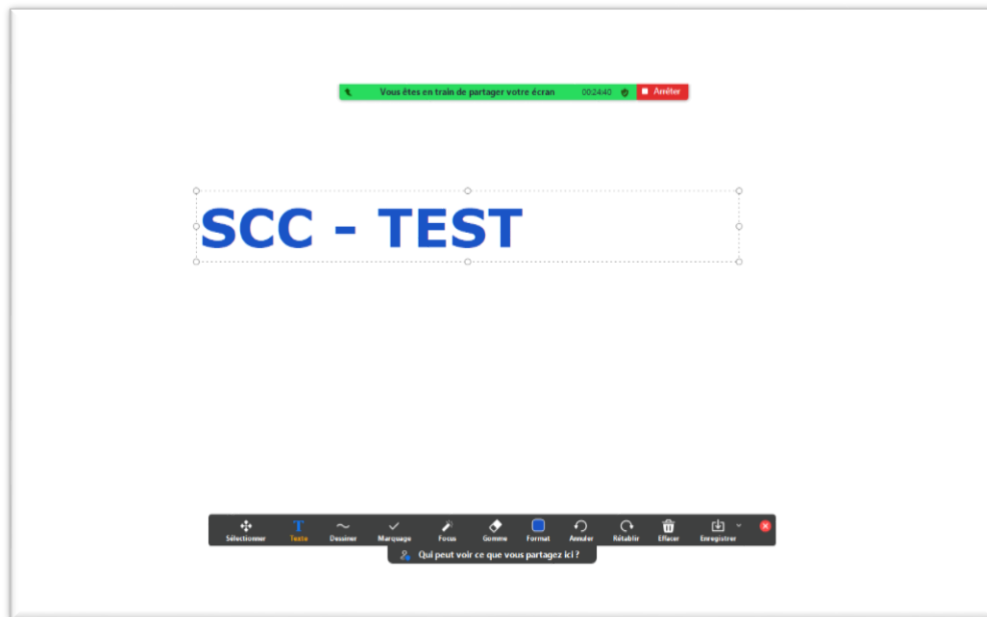 Vous êtes en train de partager votre écran 00:24:40 Arrêter
SCC - TEST
Sélectionner Texte Dessiner Marquage Focus Gomme Format Annuler Rétablir Effacer Enregistrer
Qui peut voir ce que vous partagez ici ?